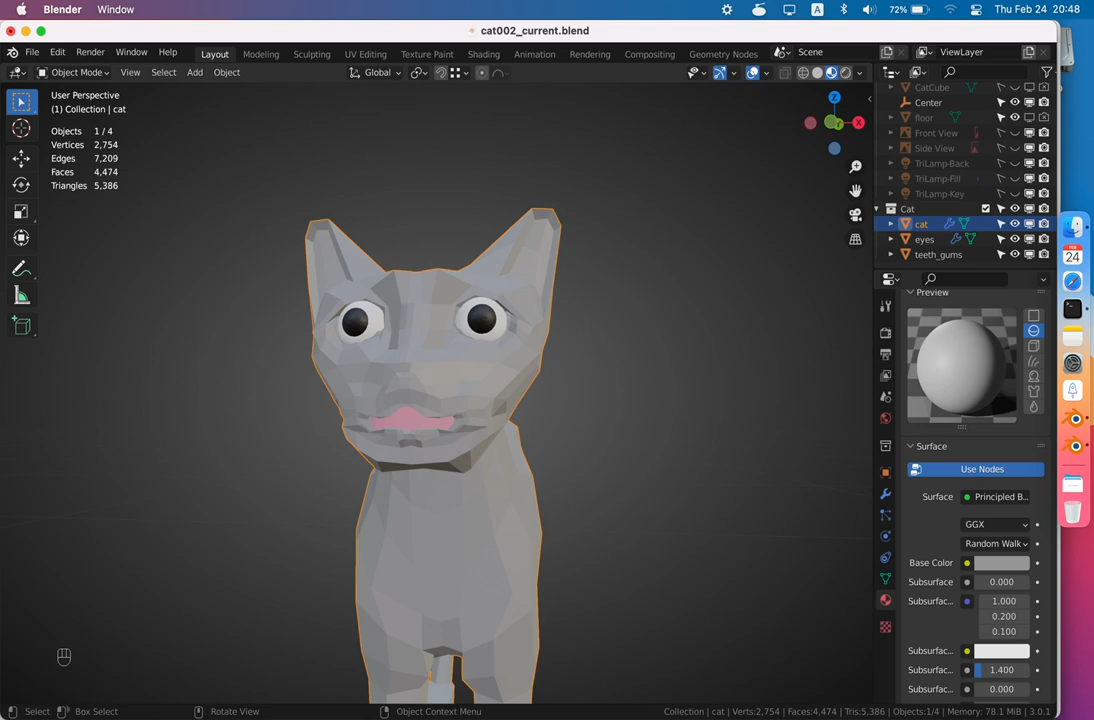 Blender Window
A
72%
Thu Feb 24 20:48
cat002_current.blend
File Edit Render Window Help
Layout Modeling Sculpting UV Editing Texture Paint Shading Animation Rendering Compositing Geometry Nodes
Scene
ViewLayer
Object Mode View Select Add Object
Global
User Perspective
(1) Collection | cat
Objects 1 / 4
Vertices 2,754
Edges 7,209
Faces 4,474
Triangles 5,386
Z
X
CatCube
Center
floor
Front View
Side View
TriLamp-Back
TriLamp-Fill
TriLamp-Key
Cat
cat
eyes
teeth_gums
FEB
24
Preview
Surface
Use Nodes
Surface Principled B...
GGX
Random Walk
Base Color
Subsurface 0.000
Subsurfac... 1.000
0.200
0.100
Subsurfac...
Subsurfac... 1.400
Subsurfac... 0.000
Select Box Select Rotate View Object Context Menu
Collection | cat | Verts:2,754 | Faces:4,474 | Tris:5,386 | Objects:1/4 | Memory: 78.1 MiB | 3.0.1